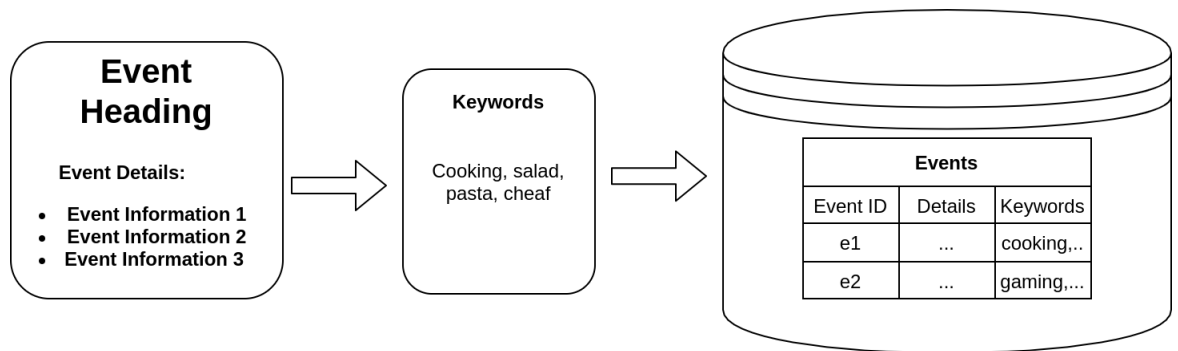 Event
Heading
Event Details:
• Event Information 1
• Event Information 2
• Event Information 3
Keywords
Cooking, salad,
pasta, cheaf
Events
Event ID Details Keywords
e1 ... cooking,..
e2 ... gaming,...